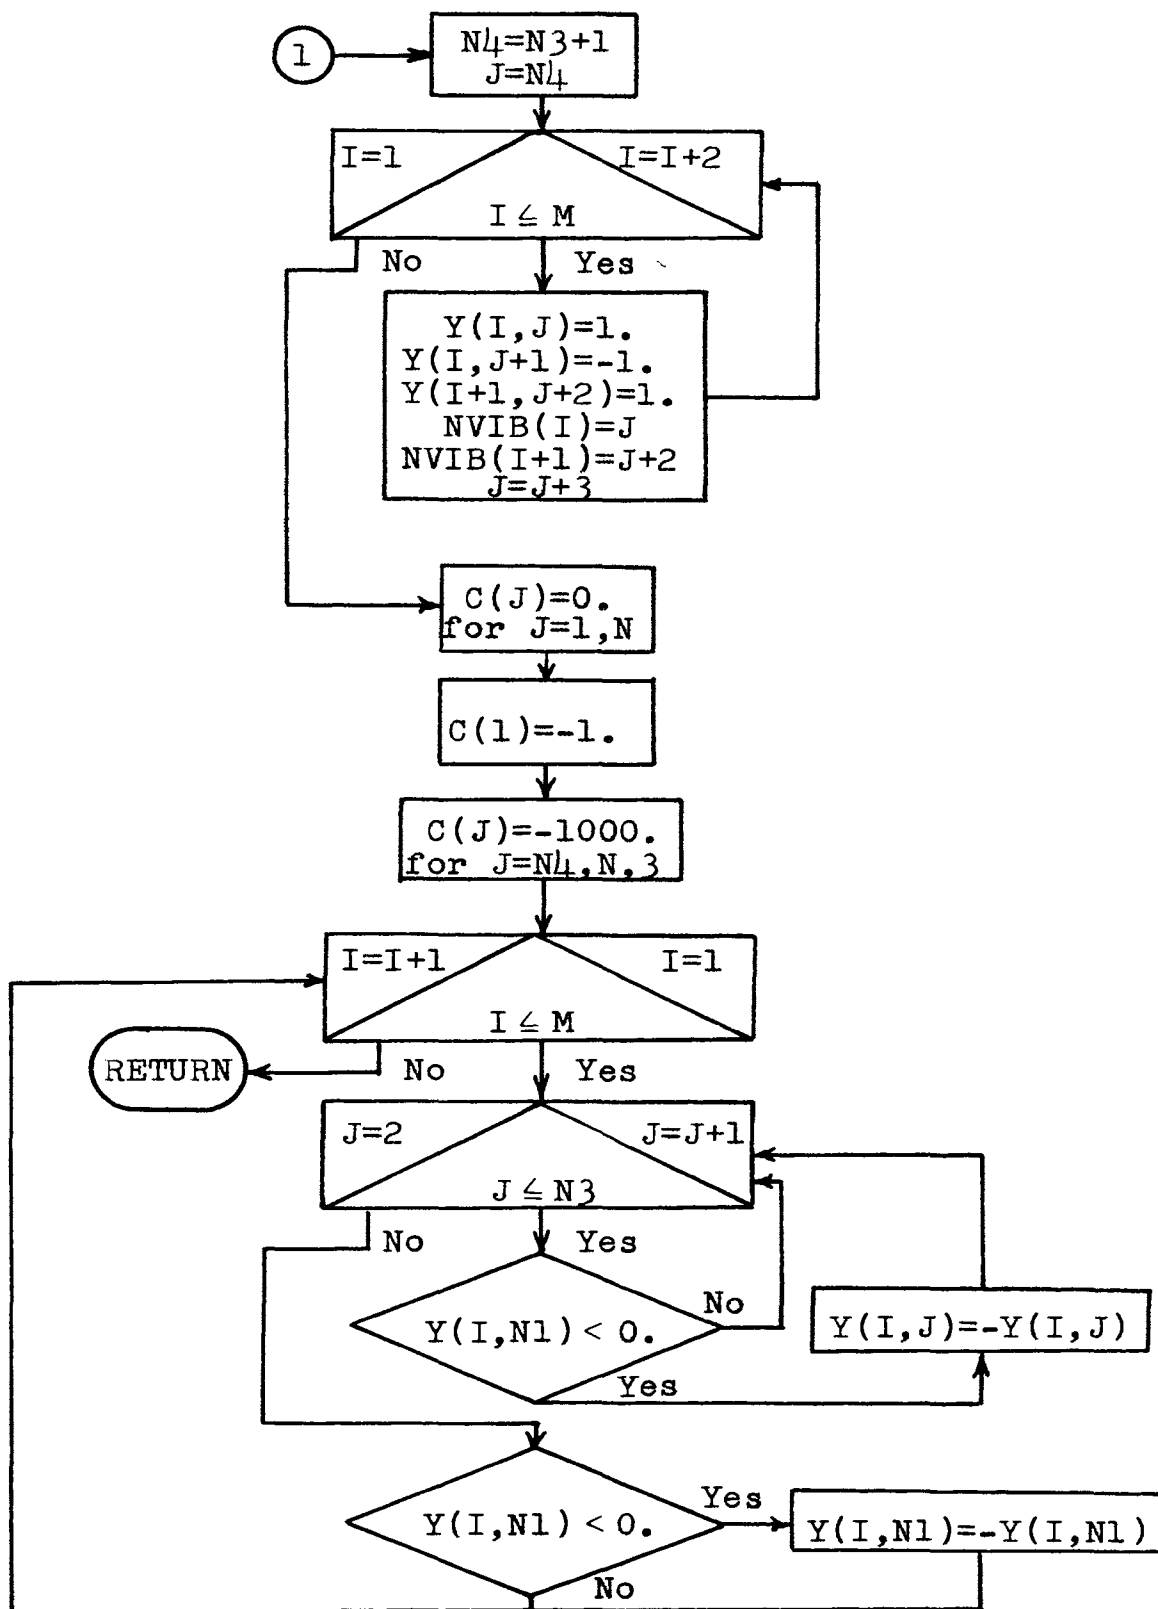 1
N4=N3+1
J=N4
I=1
I=I+2
I ≤ M
No
Yes
Y(I,J)=1.
Y(I,J+1)=-1.
Y(I+1,J+2)=1.
NVIB(I)=J
NVIB(I+1)=J+2
J=J+3
C(J)=0.
for J=1,N
C(1)=-1.
C(J)=-1000.
for J=N4,N,3
I=I+1
I=1
I ≤ M
RETURN
No
Yes
J=2
J=J+1
J ≤ N3
No
Yes
No
Y(I,N1) < 0.
Y(I,J)=-Y(I,J)
Yes
Yes
Y(I,N1) < 0.
Y(I,N1)=-Y(I,N1)
No